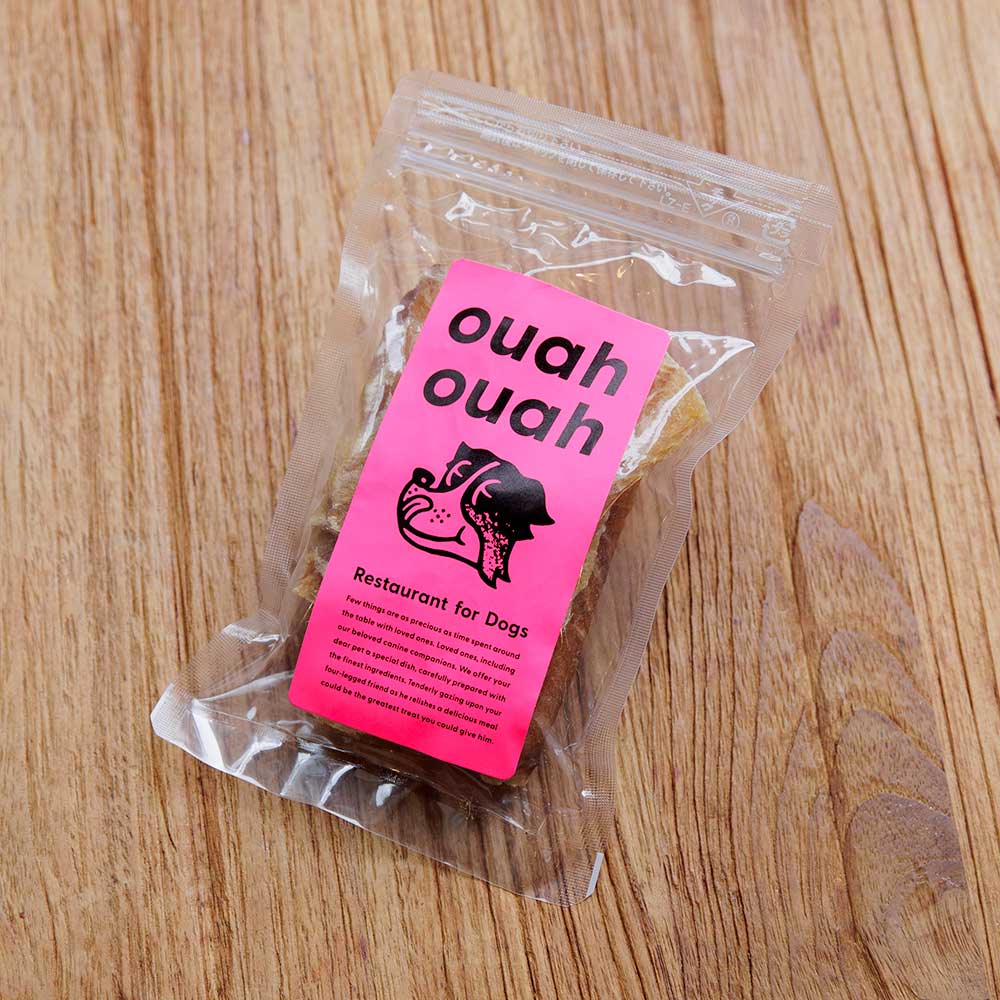 ouah
ouah
Restaurant for Dogs
Few things are as precious as time spent around
the table with loved ones. Loved ones, including
our beloved canine companions. We offer your
dear pet a special dish, carefully prepared with
the finest ingredients. Tenderly gazing upon your
four-legged friend as he relishes a delicious meal
could be the greatest treat you could give him.